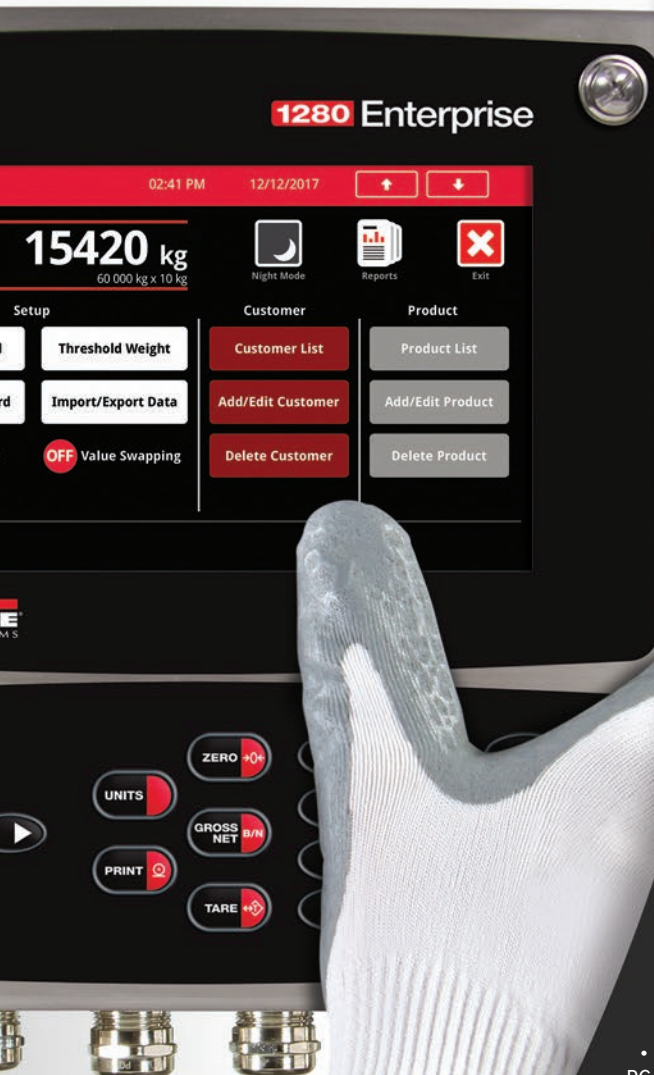 1280 Enterprise
02:41 PM 12/12/2017
15420 kg
60 000 kg x 10 kg
Night Mode Reports Exit
Setup Customer Product
Threshold Weight Customer List Product List
Import/Export Data Add/Edit Customer Add/Edit Product
OFF Value Swapping Delete Customer Delete Product
ZERO →0←
UNITS
GROSS
NET B/N
PRINT
TARE